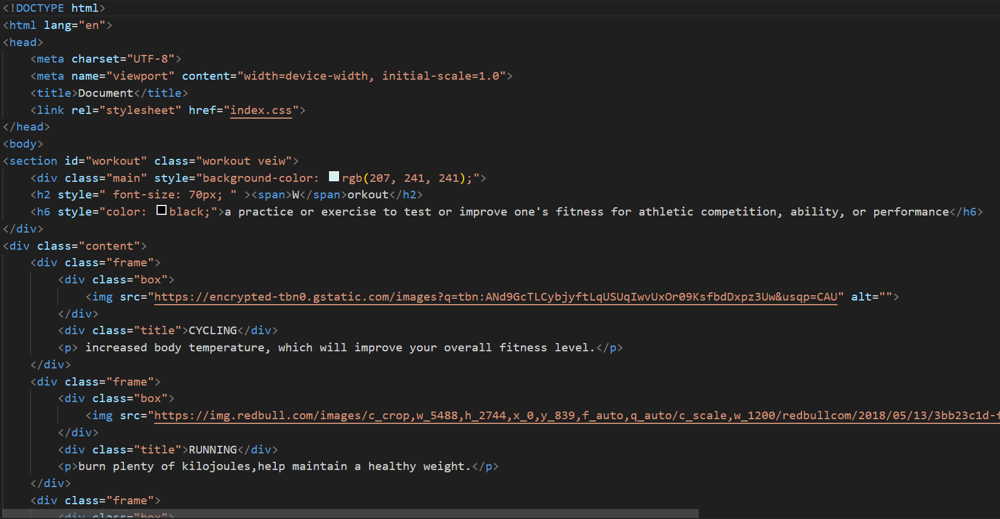 <!DOCTYPE html>
<html lang="en">
<head>
    <meta charset="UTF-8">
    <meta name="viewport" content="width=device-width, initial-scale=1.0">
    <title>Document</title>
    <link rel="stylesheet" href="index.css">
</head>
<body>
<section id="workout" class="workout veiw">
    <div class="main" style="background-color: rgb(207, 241, 241);">
    <h2 style=" font-size: 70px; " ><span>W</span>orkout</h2>
    <h6 style="color: black;">a practice or exercise to test or improve one's fitness for athletic competition, ability, or performance</h6>
</div>
<div class="content">
    <div class="frame">
        <div class="box">
            <img src="https://encrypted-tbn0.gstatic.com/images?q=tbn:ANd9GcTLCybjyftLqUSUqIwvUxOr09KsfbdDxpz3Uw&usqp=CAU" alt="">
        </div>
        <div class="title">CYCLING</div>
        <p> increased body temperature, which will improve your overall fitness level.</p>
    </div>
    <div class="frame">
        <div class="box">
            <img src="https://img.redbull.com/images/c_crop,w_5488,h_2744,x_0,y_839,f_auto,q_auto/c_scale,w_1200/redbullcom/2018/05/13/3bb23c1d-f
        </div>
        <div class="title">RUNNING</div>
        <p>burn plenty of kilojoules,help maintain a healthy weight.</p>
    </div>
    <div class="frame">
        <div class="box">